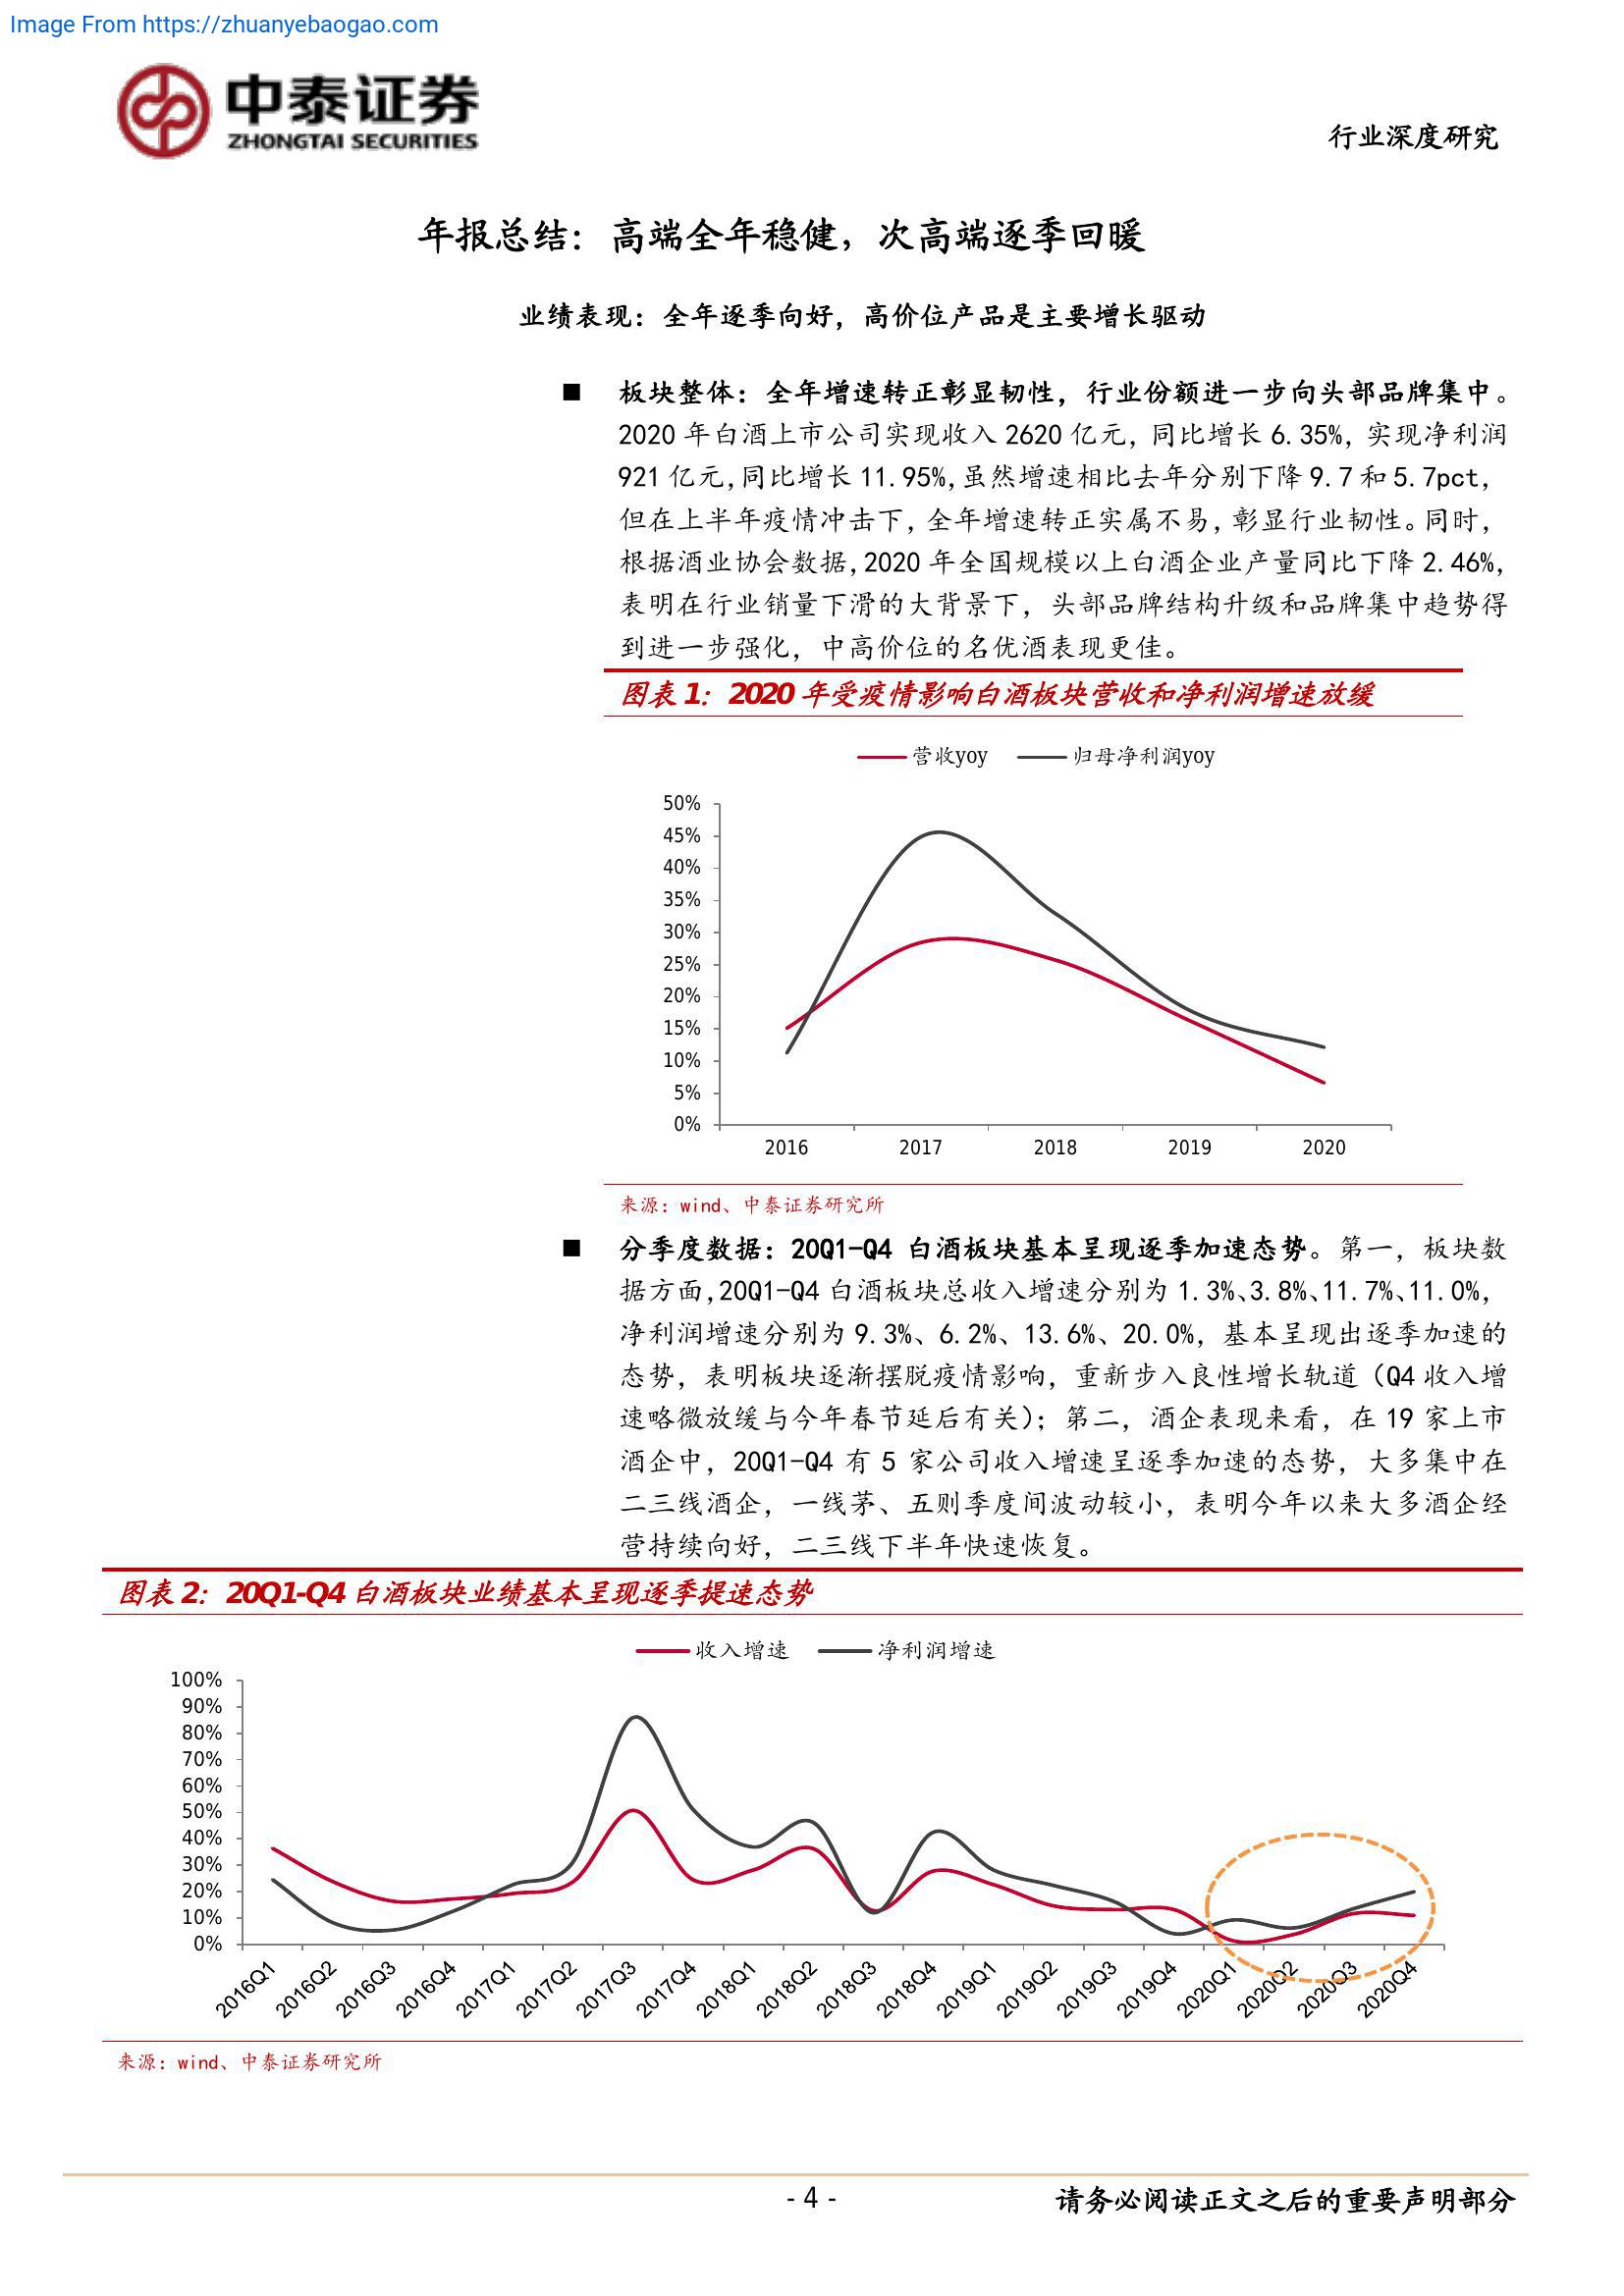 Image From https://zhuanyebaogao.com
中泰证券
ZHONGTAI SECURITIES
行业深度研究
年报总结：高端全年稳健，次高端逐季回暖
业绩表现：全年逐季向好，高价位产品是主要增长驱动
■ 板块整体：全年增速转正彰显韧性，行业份额进一步向头部品牌集中。
2020 年白酒上市公司实现收入 2620 亿元，同比增长 6.35%，实现净利润
921 亿元，同比增长 11.95%，虽然增速相比去年分别下降 9.7 和 5.7pct，
但在上半年疫情冲击下，全年增速转正实属不易，彰显行业韧性。同时，
根据酒业协会数据，2020 年全国规模以上白酒企业产量同比下降 2.46%，
表明在行业销量下滑的大背景下，头部品牌结构升级和品牌集中趋势得
到进一步强化，中高价位的名优酒表现更佳。
图表 1：2020 年受疫情影响白酒板块营收和净利润增速放缓
营收yoy 归母净利润yoy
50%
45%
40%
35%
30%
25%
20%
15%
10%
5%
0%
2016 2017 2018 2019 2020
来源：wind、中泰证券研究所
■ 分季度数据：20Q1-Q4 白酒板块基本呈现逐季加速态势。第一，板块数
据方面，20Q1-Q4 白酒板块总收入增速分别为 1.3%、3.8%、11.7%、11.0%，
净利润增速分别为 9.3%、6.2%、13.6%、20.0%，基本呈现出逐季加速的
态势，表明板块逐渐摆脱疫情影响，重新步入良性增长轨道（Q4 收入增
速略微放缓与今年春节延后有关）；第二，酒企表现来看，在 19 家上市
酒企中，20Q1-Q4 有 5 家公司收入增速呈逐季加速的态势，大多集中在
二三线酒企，一线茅、五则季度间波动较小，表明今年以来大多酒企经
营持续向好，二三线下半年快速恢复。
图表 2：20Q1-Q4 白酒板块业绩基本呈现逐季提速态势
收入增速 净利润增速
100%
90%
80%
70%
60%
50%
40%
30%
20%
10%
0%
2016Q1 2016Q2 2016Q3 2016Q4 2017Q1 2017Q2 2017Q3 2017Q4 2018Q1 2018Q2 2018Q3 2018Q4 2019Q1 2019Q2 2019Q3 2019Q4 2020Q1 2020Q2 2020Q3 2020Q4
来源：wind、中泰证券研究所
- 4 -
请务必阅读正文之后的重要声明部分